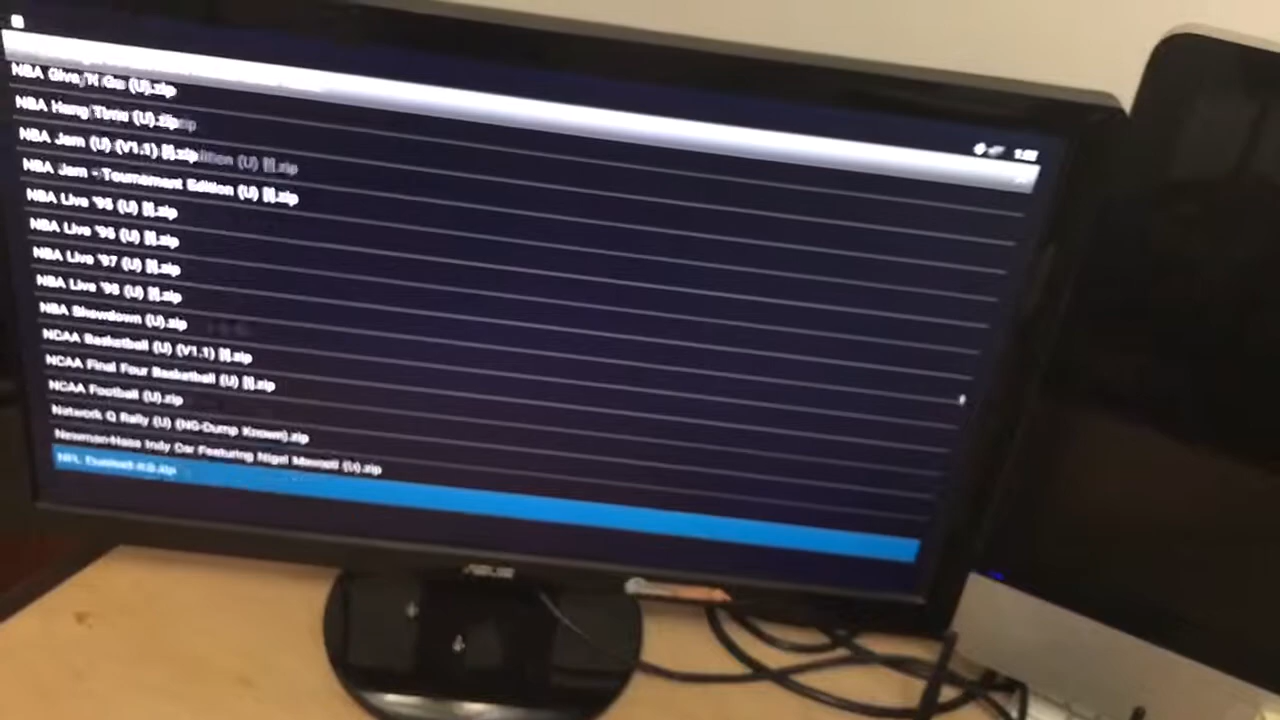 1:02
NBA Give 'N Go (U).zip
NBA Hang Time (U).zip
NBA Jam (U) (V1.1) [!].zip
NBA Jam - Tournament Edition (U) [!].zip
NBA Live '95 (U) [!].zip
NBA Live '96 (U) [!].zip
NBA Live '97 (U) [!].zip
NBA Live '98 (U) [!].zip
NBA Showdown (U).zip
NCAA Basketball (U) (V1.1) [!].zip
NCAA Final Four Basketball (U) [!].zip
NCAA Football (U).zip
Network Q Rally (U) (NG-Dump Known).zip
Newman-Haas Indy Car Featuring Nigel Mansell (U).zip
NFL
ASUS